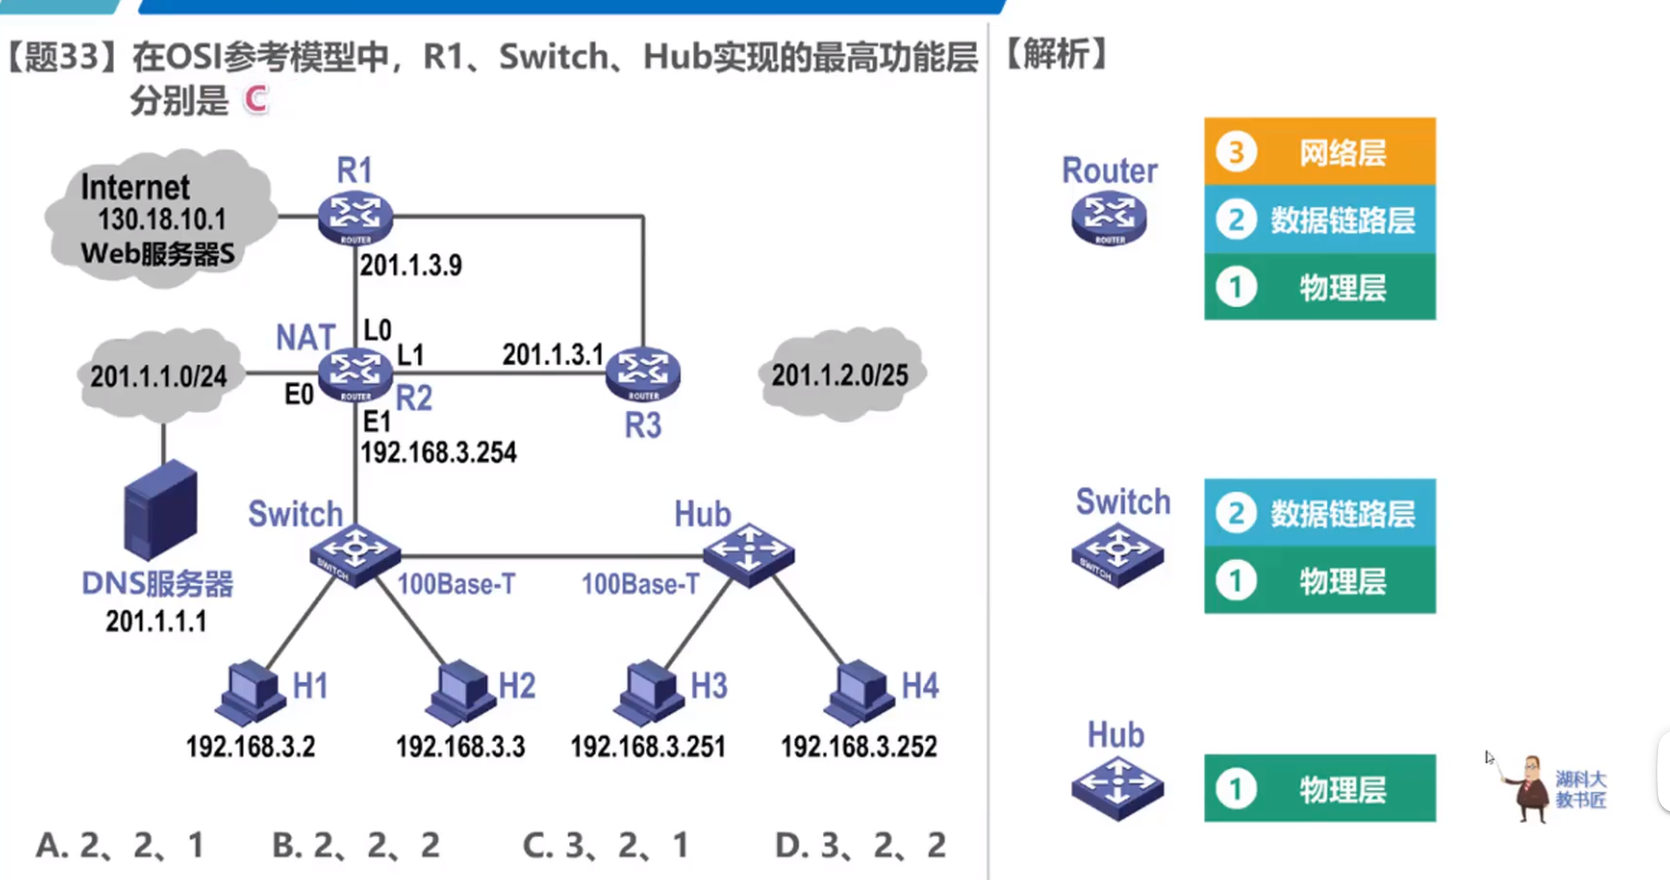 【题33】在OSI参考模型中，R1、Switch、Hub实现的最高功能层
分别是 C
Internet
130.18.10.1
Web服务器S
R1
ROUTER
201.1.3.9
NAT
L0
L1
201.1.3.1
201.1.1.0/24
E0
ROUTER
R2
ROUTER
R3
201.1.2.0/25
E1
192.168.3.254
DNS服务器
201.1.1.1
Switch
SWITCH
100Base-T
Hub
100Base-T
H1
192.168.3.2
H2
192.168.3.3
H3
192.168.3.251
H4
192.168.3.252
A. 2、2、1
B. 2、2、2
C. 3、2、1
D. 3、2、2
【解析】
Router
ROUTER
3 网络层
2 数据链路层
1 物理层
Switch
SWITCH
2 数据链路层
1 物理层
Hub
1 物理层
湖科大
教书匠